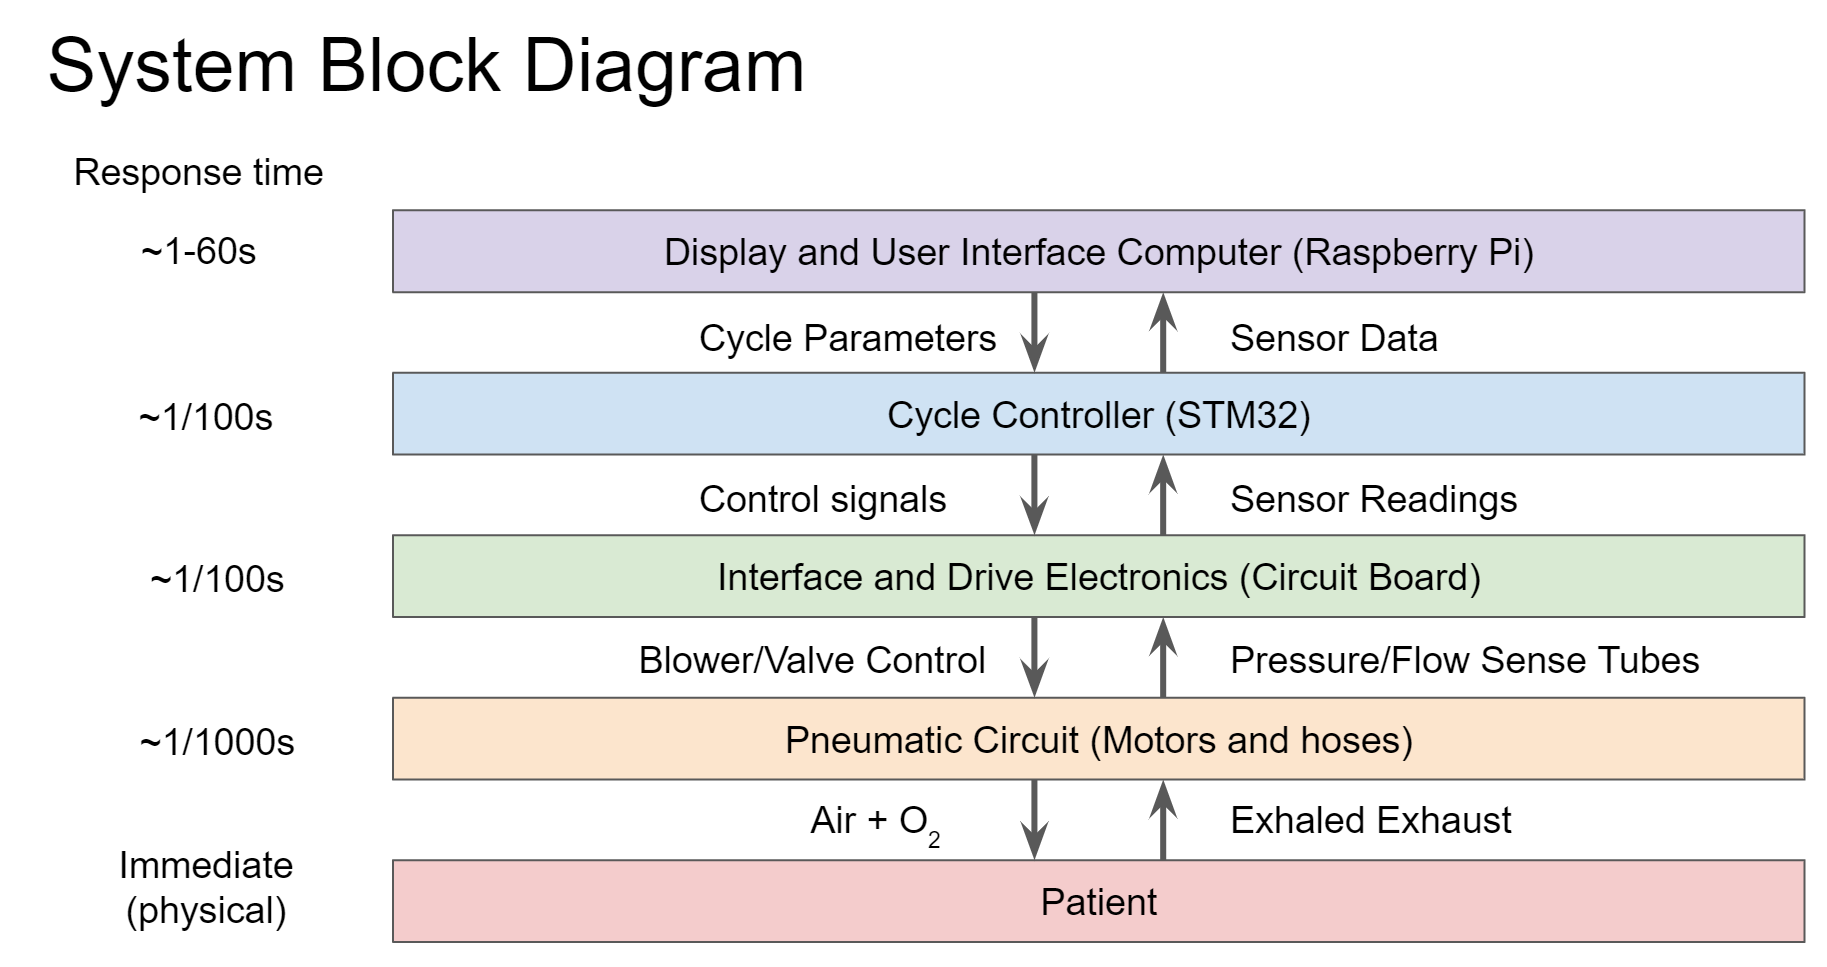 System Block Diagram
Response time
~1-60s
Display and User Interface Computer (Raspberry Pi)
Cycle Parameters
Sensor Data
~1/100s
Cycle Controller (STM32)
Control signals
Sensor Readings
~1/100s
Interface and Drive Electronics (Circuit Board)
Blower/Valve Control
Pressure/Flow Sense Tubes
~1/1000s
Pneumatic Circuit (Motors and hoses)
Air + O₂
Exhaled Exhaust
Immediate
(physical)
Patient